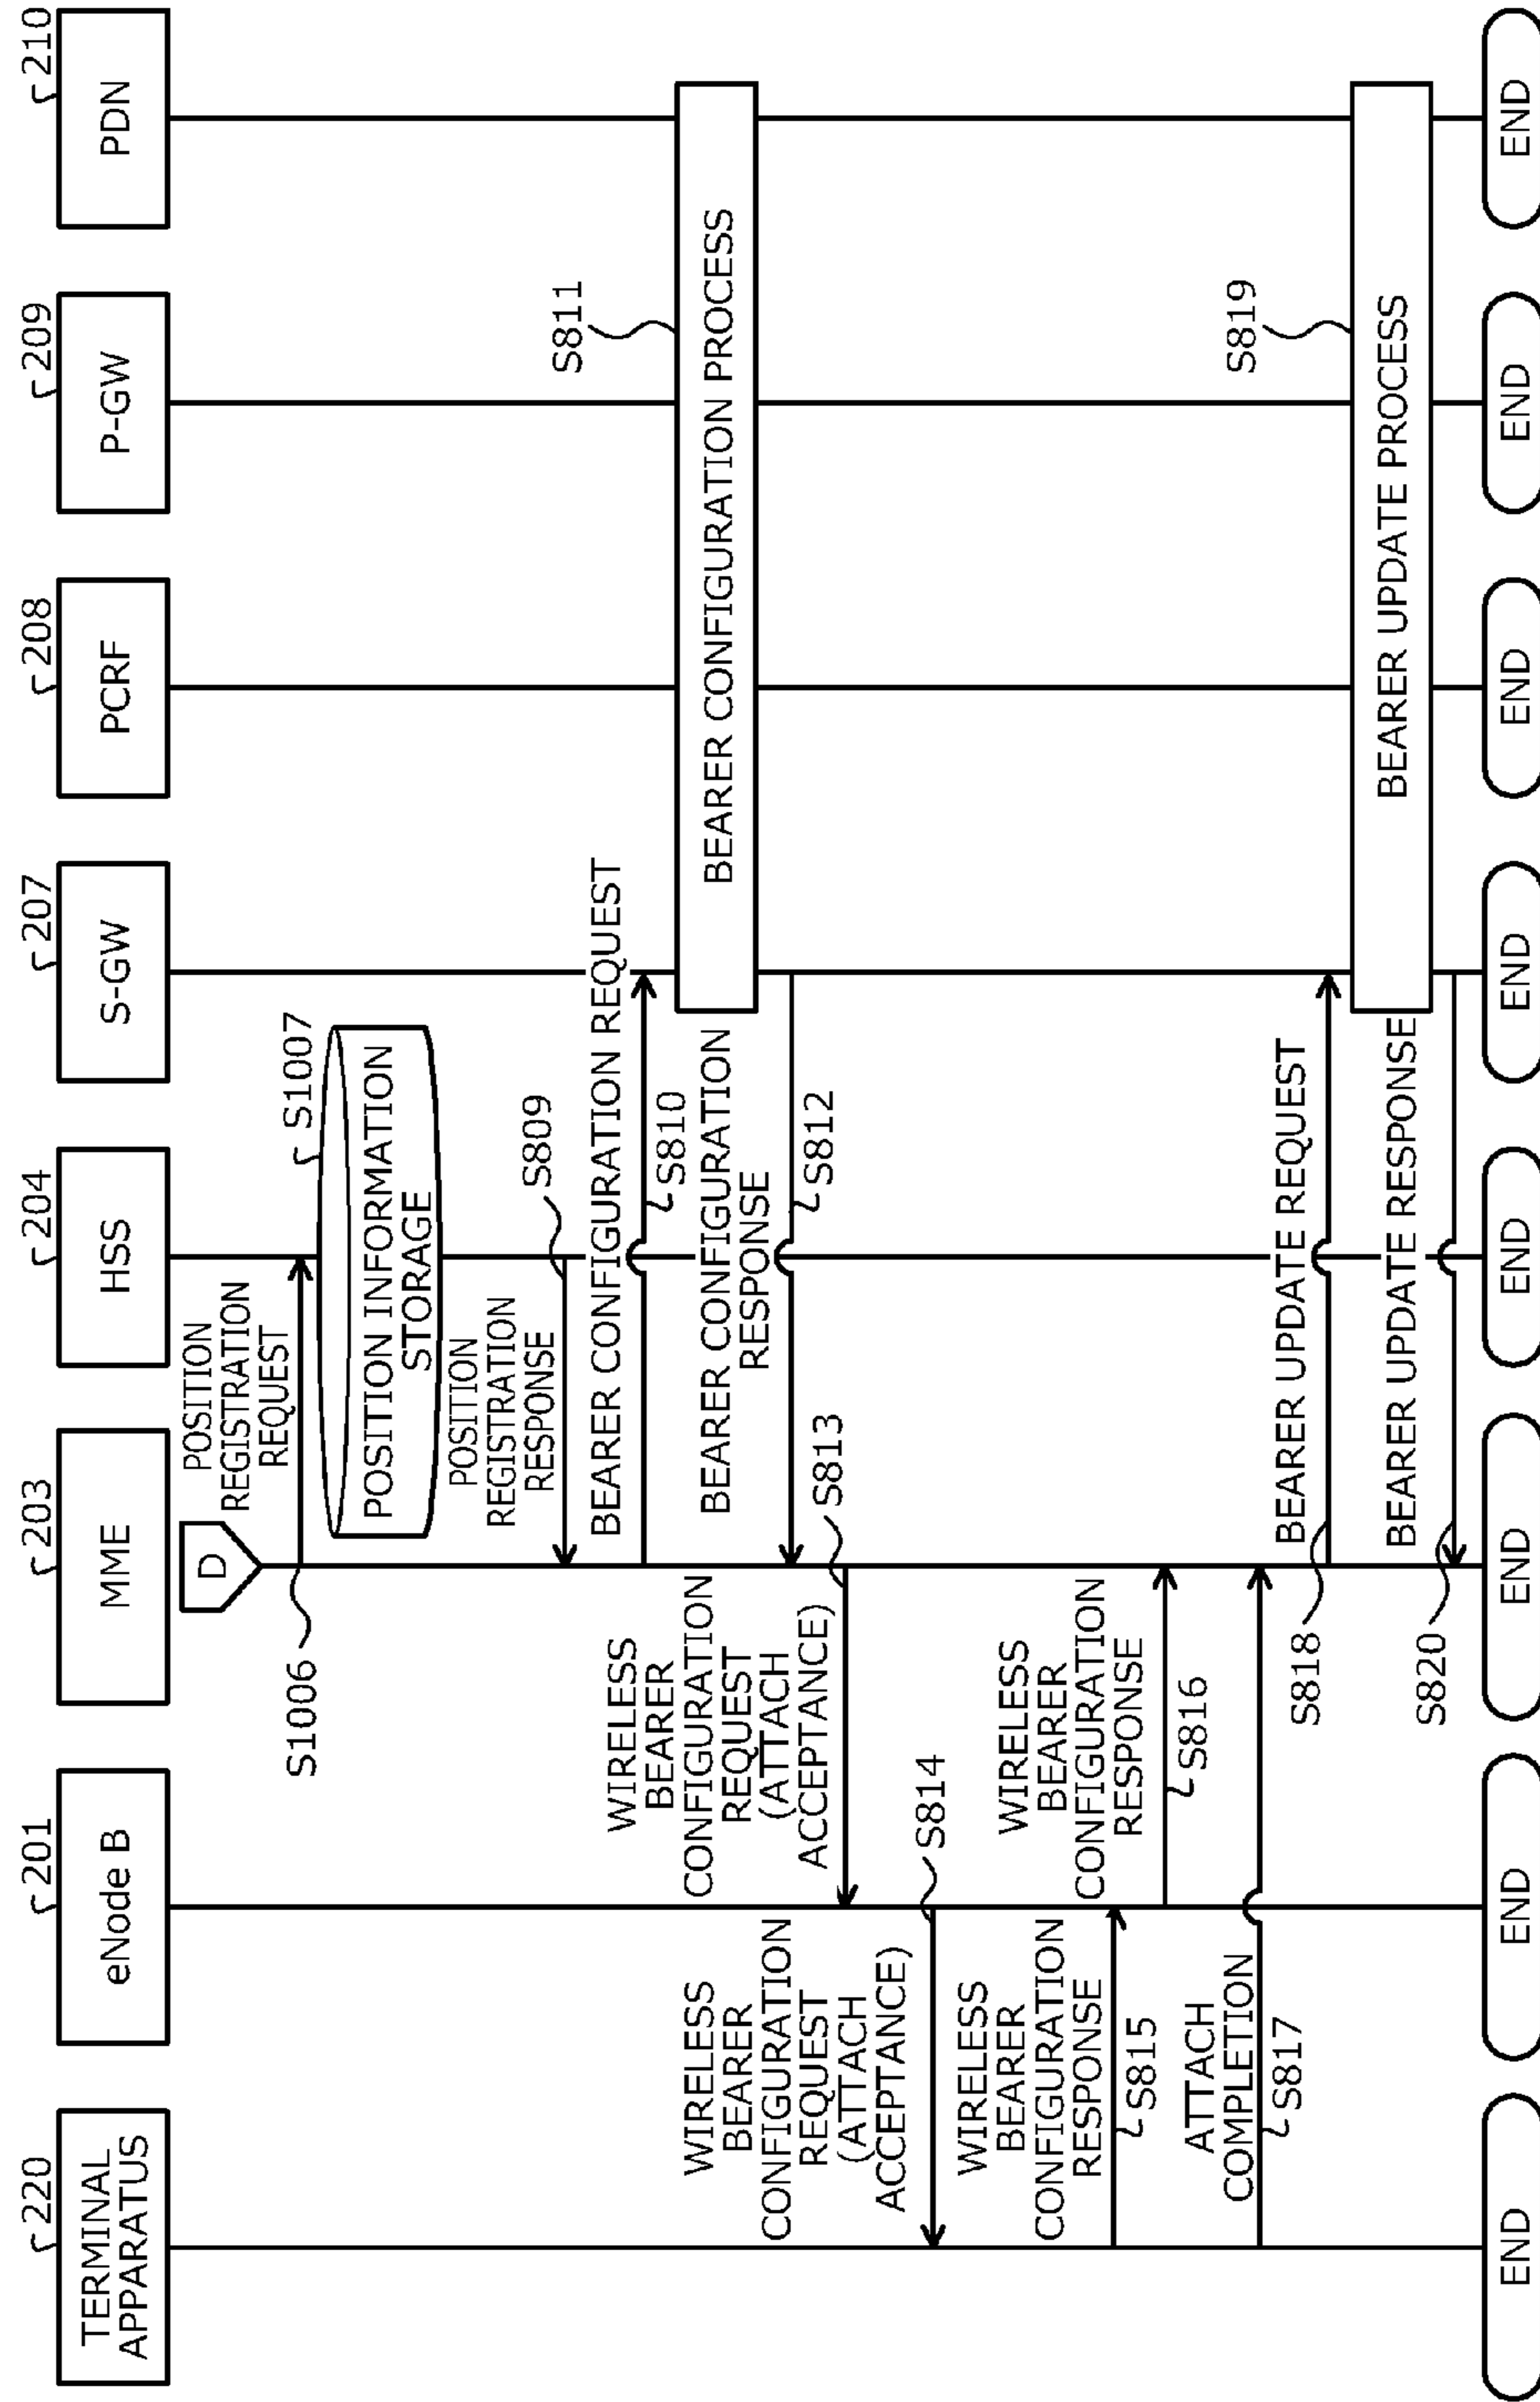 220
TERMINAL
APPARATUS
201
eNode B
203
MME
204
HSS
207
S-GW
208
PCRF
209
P-GW
210
PDN
D
POSITION
REGISTRATION
REQUEST
S1006
S1007
POSITION INFORMATION
STORAGE
POSITION
REGISTRATION
RESPONSE
S809
BEARER CONFIGURATION REQUEST
S810
S811
BEARER CONFIGURATION PROCESS
BEARER CONFIGURATION
RESPONSE
S812
WIRELESS
BEARER
CONFIGURATION
REQUEST
(ATTACH
ACCEPTANCE)
S813
WIRELESS
BEARER
CONFIGURATION
REQUEST
(ATTACH
ACCEPTANCE)
S814
WIRELESS
BEARER
CONFIGURATION
RESPONSE
S815
WIRELESS
BEARER
CONFIGURATION
RESPONSE
S816
ATTACH
COMPLETION
S817
BEARER UPDATE REQUEST
S818
S819
BEARER UPDATE PROCESS
BEARER UPDATE RESPONSE
S820
END
END
END
END
END
END
END
END